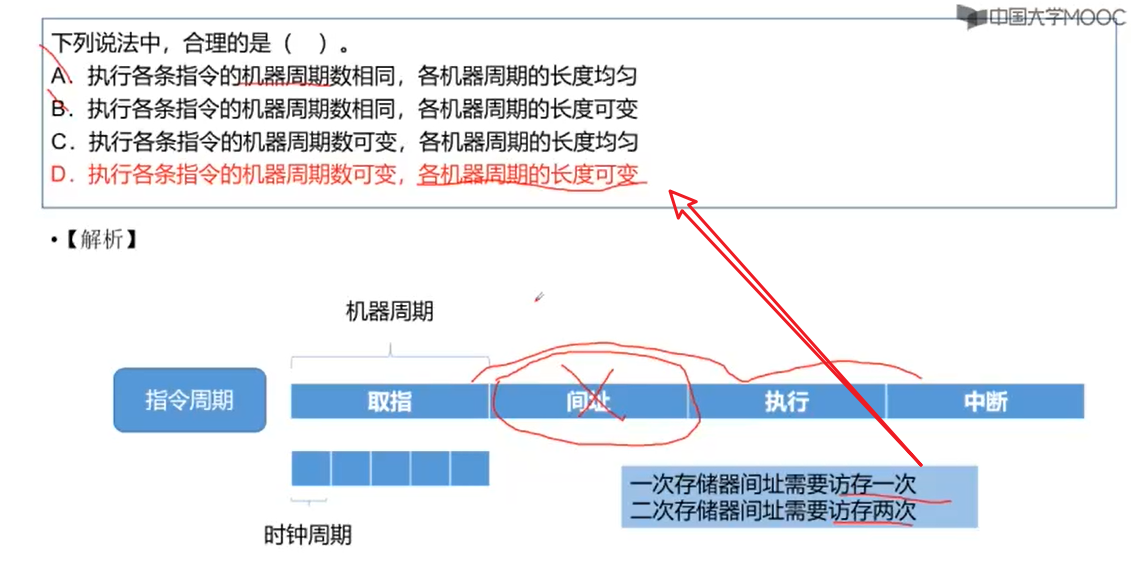 中国大学MOOC
下列说法中，合理的是（ ）。
A．执行各条指令的机器周期数相同，各机器周期的长度均匀
B．执行各条指令的机器周期数相同，各机器周期的长度可变
C．执行各条指令的机器周期数可变，各机器周期的长度均匀
D．执行各条指令的机器周期数可变，各机器周期的长度可变
•【解析】
机器周期
指令周期 取指 间址 执行 中断
一次存储器间址需要访存一次
二次存储器间址需要访存两次
时钟周期